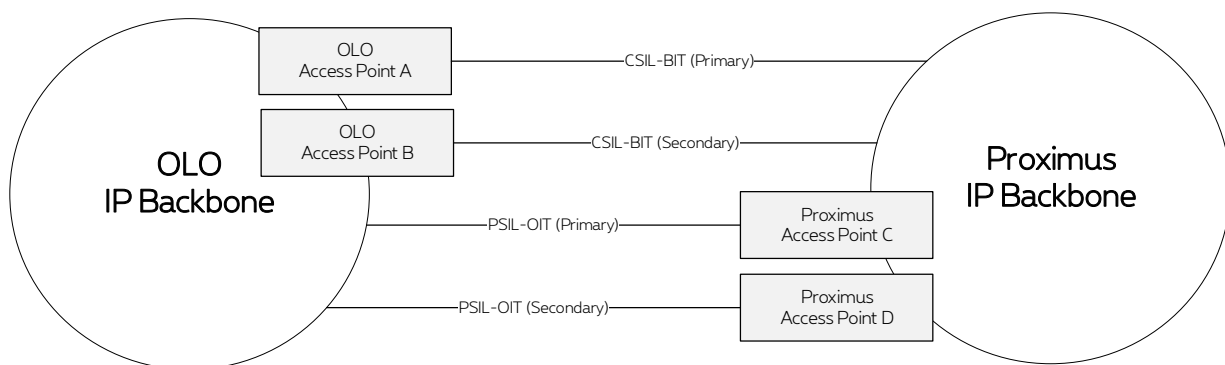 OLO
Access Point A
CSIL-BIT (Primary)
OLO
Access Point B
CSIL-BIT (Secondary)
OLO
IP Backbone
Proximus
IP Backbone
PSIL-OIT (Primary)
Proximus
Access Point C
PSIL-OIT (Secondary)
Proximus
Access Point D